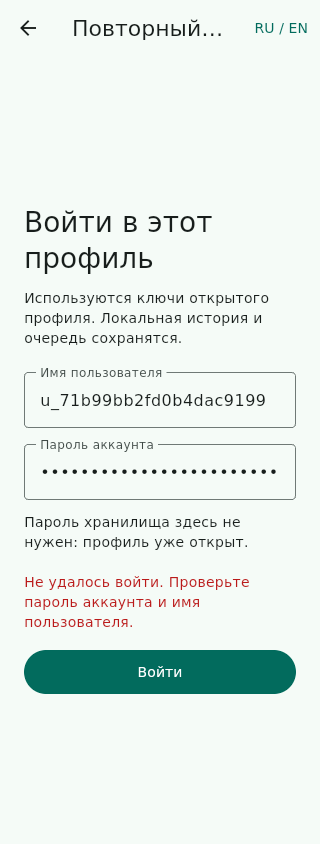 Повторный…
RU / EN
Войти в этот
профиль
Используются ключи открытого
профиля. Локальная история и
очередь сохранятся.
Имя пользователя
u_71b99bb2fd0b4dac9199
Пароль аккаунта
••••••••••••••••••••••••
Пароль хранилища здесь не
нужен: профиль уже открыт.
Не удалось войти. Проверьте
пароль аккаунта и имя
пользователя.
Войти